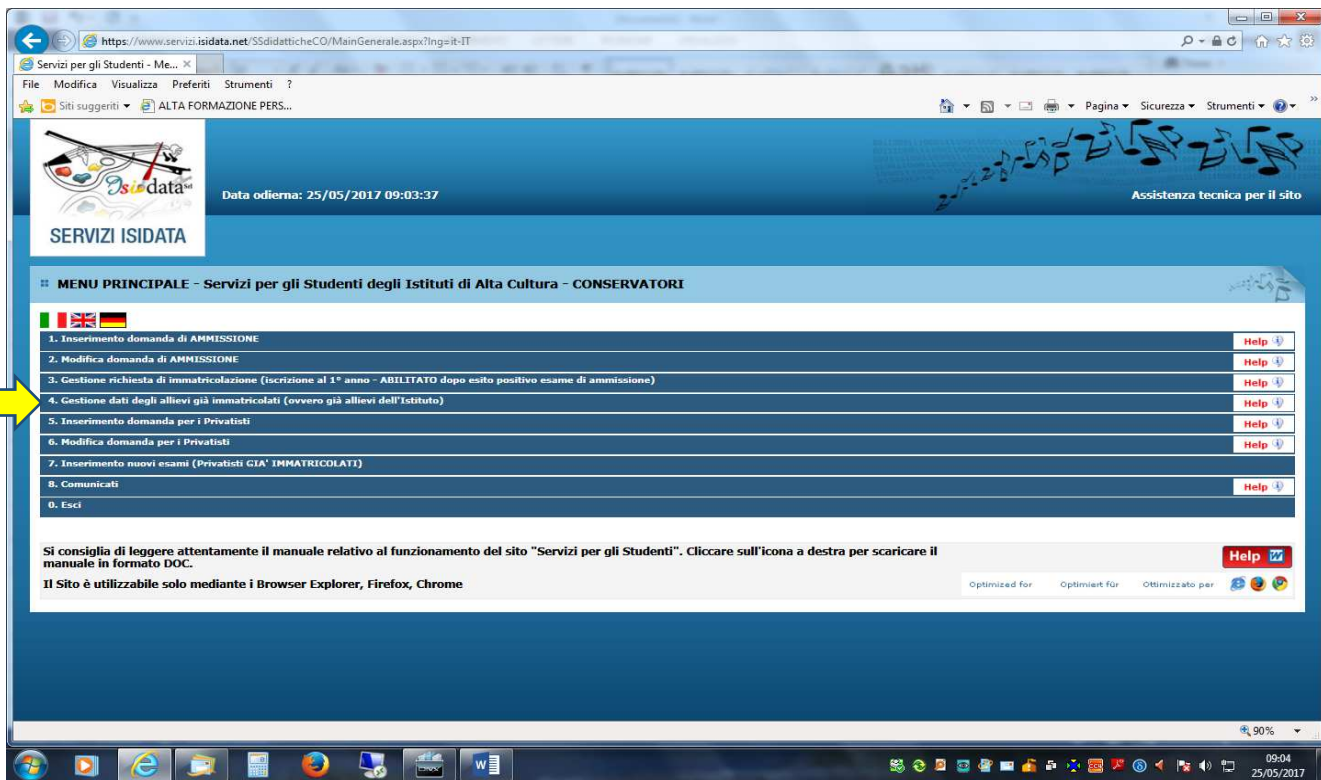 https://www.servizi.isidata.net/SSdidatticheCO/MainGenerale.aspx?lng=it-IT
Servizi per gli Studenti - Me...
File Modifica Visualizza Preferiti Strumenti ?
Siti suggeriti ALTA FORMAZIONE PERS... Pagina Sicurezza Strumenti
Isidata srl
Data odierna: 25/05/2017 09:03:37 Assistenza tecnica per il sito
SERVIZI ISIDATA
MENU PRINCIPALE - Servizi per gli Studenti degli Istituti di Alta Cultura - CONSERVATORI
1. Inserimento domanda di AMMISSIONE Help
2. Modifica domanda di AMMISSIONE Help
3. Gestione richiesta di immatricolazione (iscrizione al 1° anno - ABILITATO dopo esito positivo esame di ammissione) Help
4. Gestione dati degli allievi già immatricolati (ovvero già allievi dell'Istituto) Help
5. Inserimento domanda per i Privatisti Help
6. Modifica domanda per i Privatisti Help
7. Inserimento nuovi esami (Privatisti GIA' IMMATRICOLATI)
8. Comunicati Help
0. Esci
Si consiglia di leggere attentamente il manuale relativo al funzionamento del sito "Servizi per gli Studenti". Cliccare sull'icona a destra per scaricare il
manuale in formato DOC. Help
Il Sito è utilizzabile solo mediante i Browser Explorer, Firefox, Chrome Optimized for Optimiert für Ottimizzato per
90%
09:04
25/05/2017